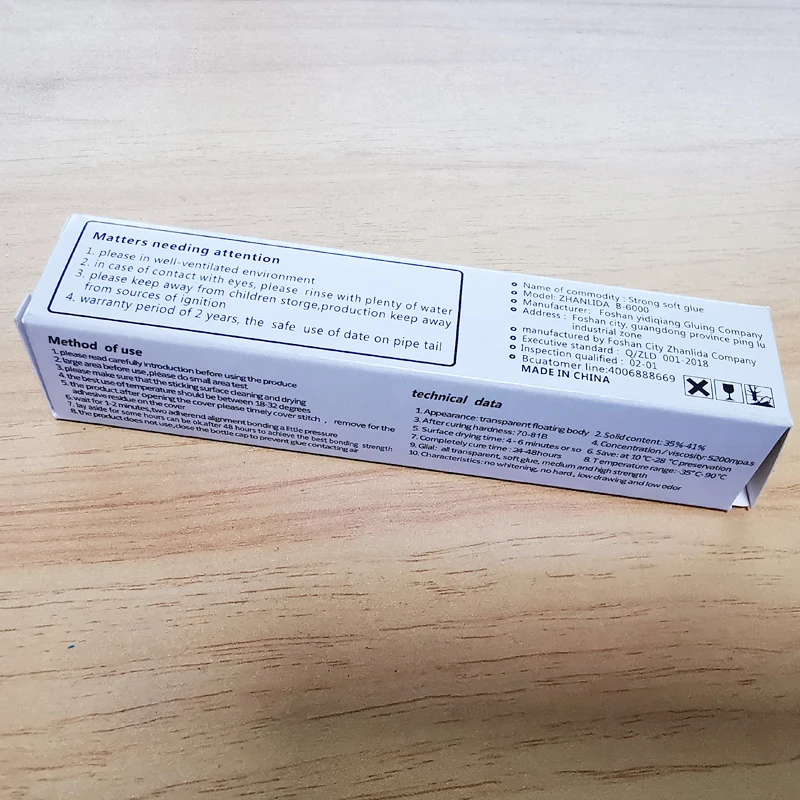 Matters needing attention
1. please in well-ventilated environment
2. in case of contact with eyes, please rinse with plenty of water
3. please keep away from children storge,production keep away
from sources of ignition
4. warranty period of 2 years, the safe use of date on pipe tail
Name of commodity : Strong soft glue
Model: ZHANLIDA B-6000
Manufacturer: Foshan yidiqiang Gluing Company
Address : Foshan city, guangdong province ping lu
industrial zone
manufactured by Foshan City Zhanlida Company
Executive standard : Q/ZLD 001-2018
Inspection qualified : 02-01
Bcuatomer line:4006888669
MADE IN CHINA
Method of use
1. please read carefully introduction before using the produce
2. large area before use,please do small area test
3. please make sure that the sticking surface cleaning and drying
4. the best use of temperature should be between 18-32 degrees
5. the product,after opening the cover please timely cover stitch , remove for the
adhesive residue on the cover
6. wait for 1-2 minutes,two adherend alignment bonding a little pressure
7. lay aside for some hours can be ok.after 48 hours to achieve the best bonding strength
8. the product does not use,close the bottle cap to prevent glue contacting air
technical data
1. Appearance: transparent floating body 2. Solid content: 35%-41%
3. After curing hardness: 70-81B 4. Concentration/viscosity: 5200mpa.s
5. Surface drying time: 4-6 minutes or so 6. Save: at 10 °C-28 °C preservation
7. Completely cure time : 24-48hours 8. Temperature range: -35°C-90°C
9. Glial: all transparent, soft glue, medium and high strength
10. Characteristics: no whitening, no hard , low drawing and low odor